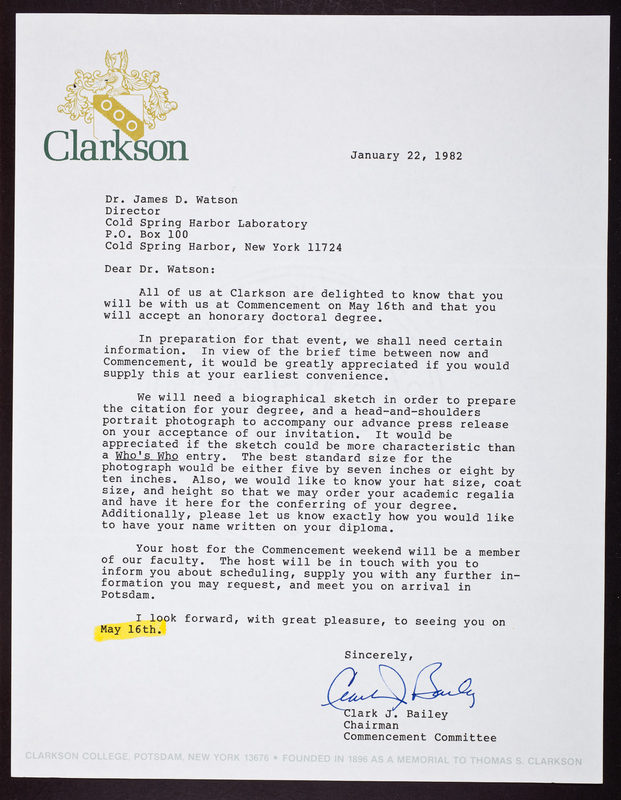 Clarkson
January 22, 1982
Dr. James D. Watson
Director
Cold Spring Harbor Laboratory
P.O. Box 100
Cold Spring Harbor, New York 11724
Dear Dr. Watson:
All of us at Clarkson are delighted to know that you
will be with us at Commencement on May 16th and that you
will accept an honorary doctoral degree.
In preparation for that event, we shall need certain
information. In view of the brief time between now and
Commencement, it would be greatly appreciated if you would
supply this at your earliest convenience.
We will need a biographical sketch in order to prepare
the citation for your degree, and a head-and-shoulders
portrait photograph to accompany our advance press release
on your acceptance of our invitation. It would be
appreciated if the sketch could be more characteristic than
a Who's Who entry. The best standard size for the
photograph would be either five by seven inches or eight by
ten inches. Also, we would like to know your hat size, coat
size, and height so that we may order your academic regalia
and have it here for the conferring of your degree.
Additionally, please let us know exactly how you would like
to have your name written on your diploma.
Your host for the Commencement weekend will be a member
of our faculty. The host will be in touch with you to
inform you about scheduling, supply you with any further in-
formation you may request, and meet you on arrival in
Potsdam.
I look forward, with great pleasure, to seeing you on
May 16th.
Sincerely,
Clark J. Bailey
Clark J. Bailey
Chairman
Commencement Committee
CLARKSON COLLEGE, POTSDAM, NEW YORK 13676 • FOUNDED IN 1896 AS A MEMORIAL TO THOMAS S. CLARKSON